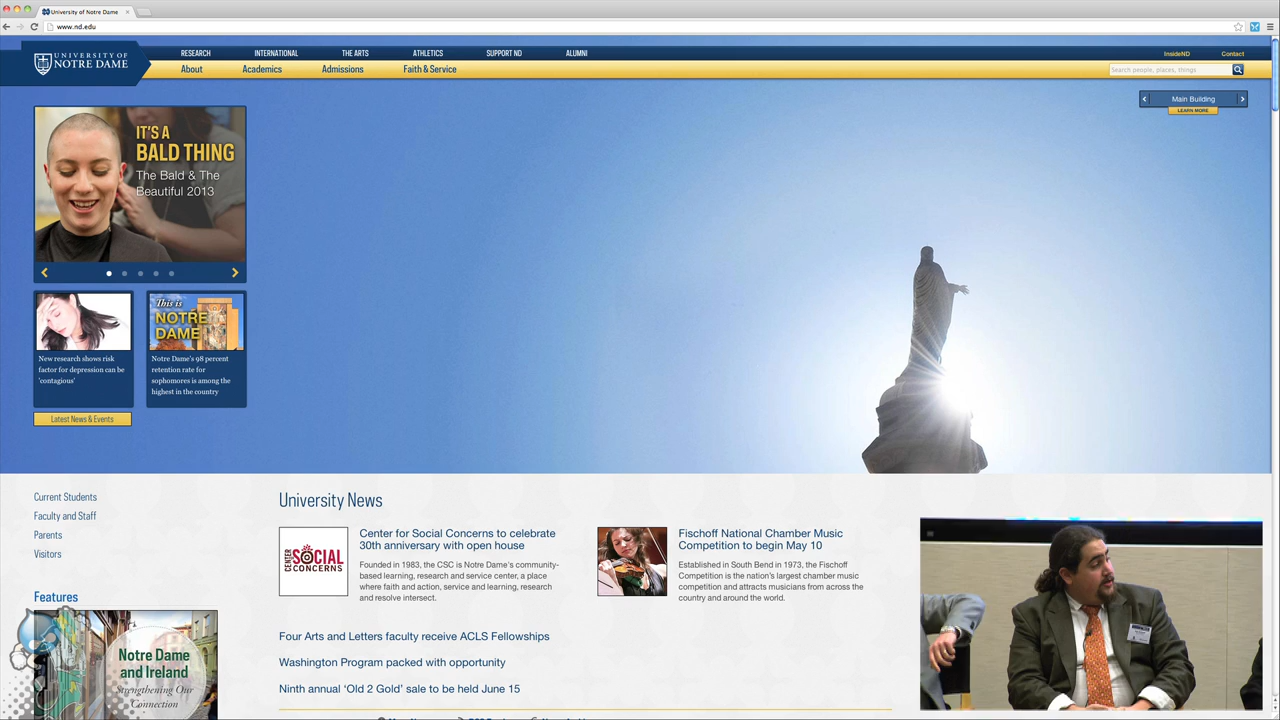 University of Notre Dame
www.nd.edu
UNIVERSITY OF
NOTRE DAME
RESEARCH INTERNATIONAL THE ARTS ATHLETICS SUPPORT ND ALUMNI
InsideND Contact
About Academics Admissions Faith & Service
Search people, places, things
Main Building
LEARN MORE
IT'S A
BALD THING
The Bald & The
Beautiful 2013
This is
NOTRE
DAME
New research shows risk
factor for depression can be
'contagious'
Notre Dame's 98 percent
retention rate for
sophomores is among the
highest in the country
Latest News & Events
Current Students
Faculty and Staff
Parents
Visitors
Features
Notre Dame
and Ireland
Strengthening Our
Connection
University News
CENTER
SOCIAL
CONCERNS
Center for Social Concerns to celebrate
30th anniversary with open house
Founded in 1983, the CSC is Notre Dame's community-
based learning, research and service center, a place
where faith and action, service and learning, research
and resolve intersect.
Fischoff National Chamber Music
Competition to begin May 10
Established in South Bend in 1973, the Fischoff
Competition is the nation's largest chamber music
competition and attracts musicians from across the
country and around the world.
Four Arts and Letters faculty receive ACLS Fellowships
Washington Program packed with opportunity
Ninth annual ‘Old 2 Gold’ sale to be held June 15